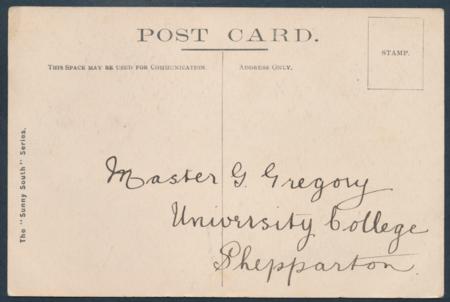 POST CARD.
THIS SPACE MAY BE USED FOR COMMUNICATION.
ADDRESS ONLY.
STAMP.
The "Sunny South" Series.
Master G. Gregory
University College
Shepparton.